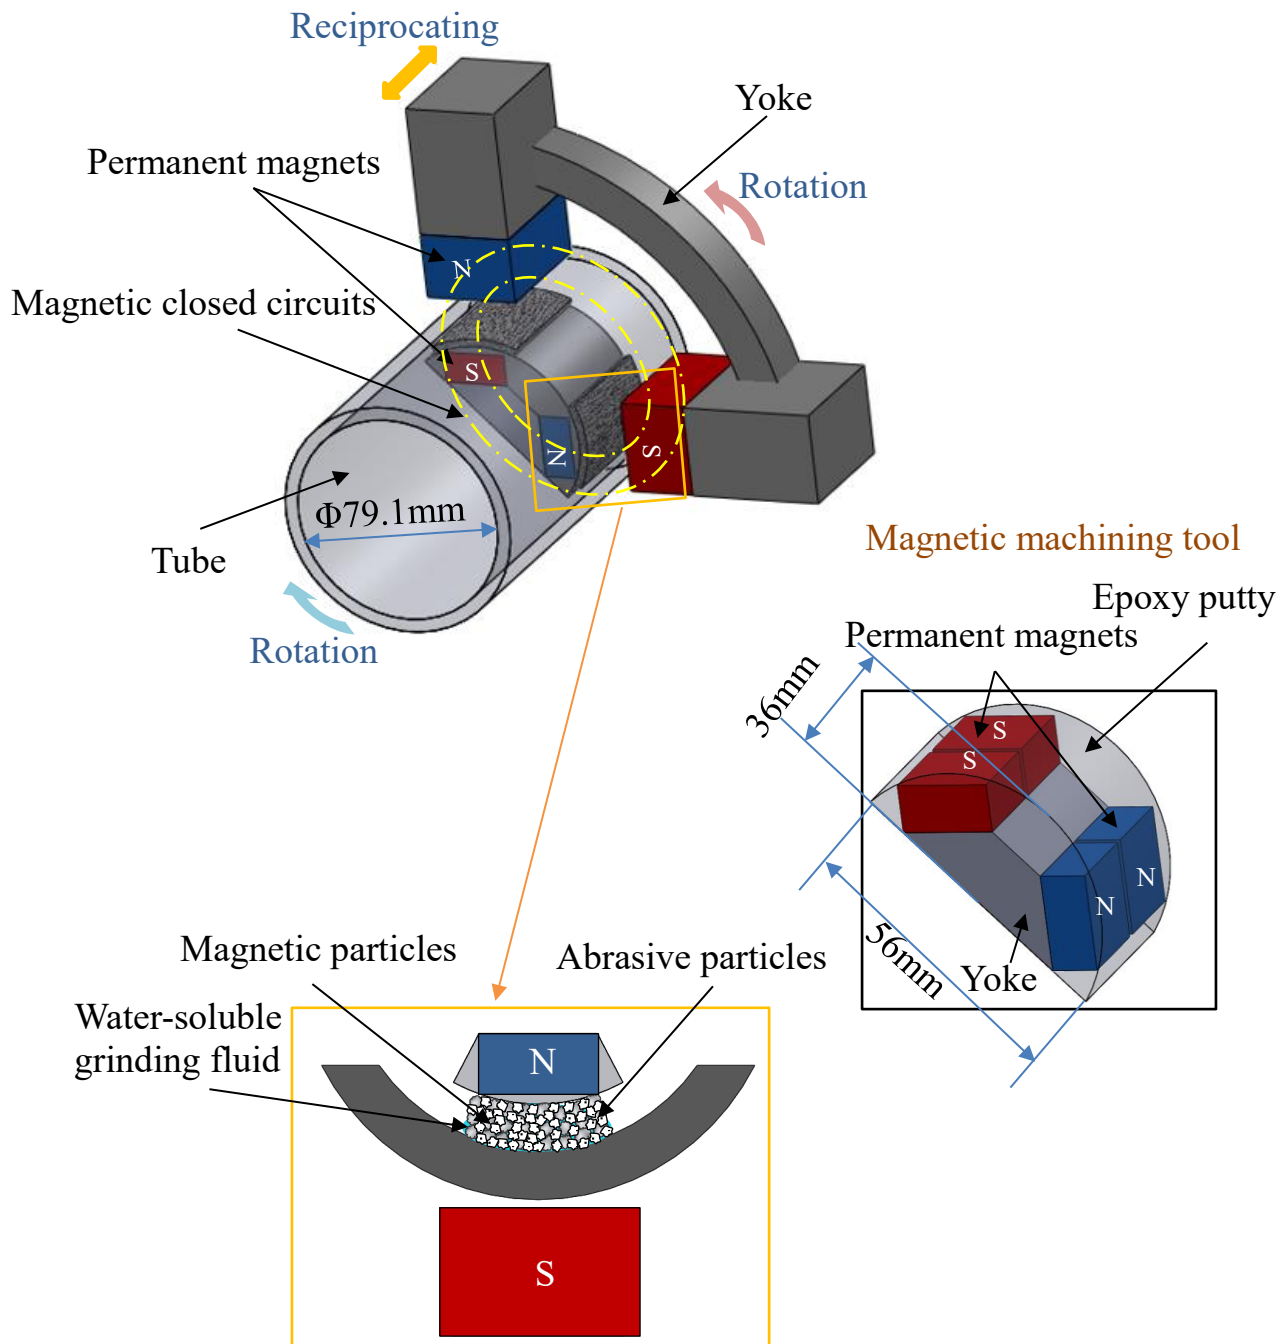 Reciprocating
Yoke
Permanent magnets
Rotation
N
Magnetic closed circuits
S
N
S
Φ79.1mm
Tube
Rotation
Magnetic machining tool
Epoxy putty
Permanent magnets
36mm
S
S
N
N
56mm
Yoke
Magnetic particles
Abrasive particles
Water-soluble
grinding fluid
N
S